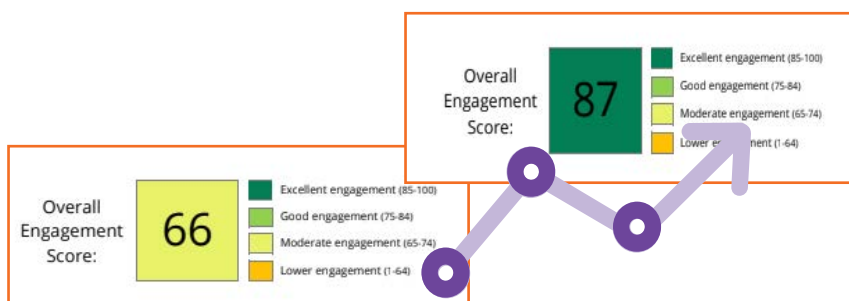 Overall
Engagement
Score:
87
Excellent engagement (85-100)
Good engagement (75-84)
Moderate engagement (65-74)
Lower (1-64)
Overall
Engagement
Score:
66
Excellent engagement (85-100)
Good engagement (75-84)
Moderate engagement (65-74)
Lower engagement (1-64)